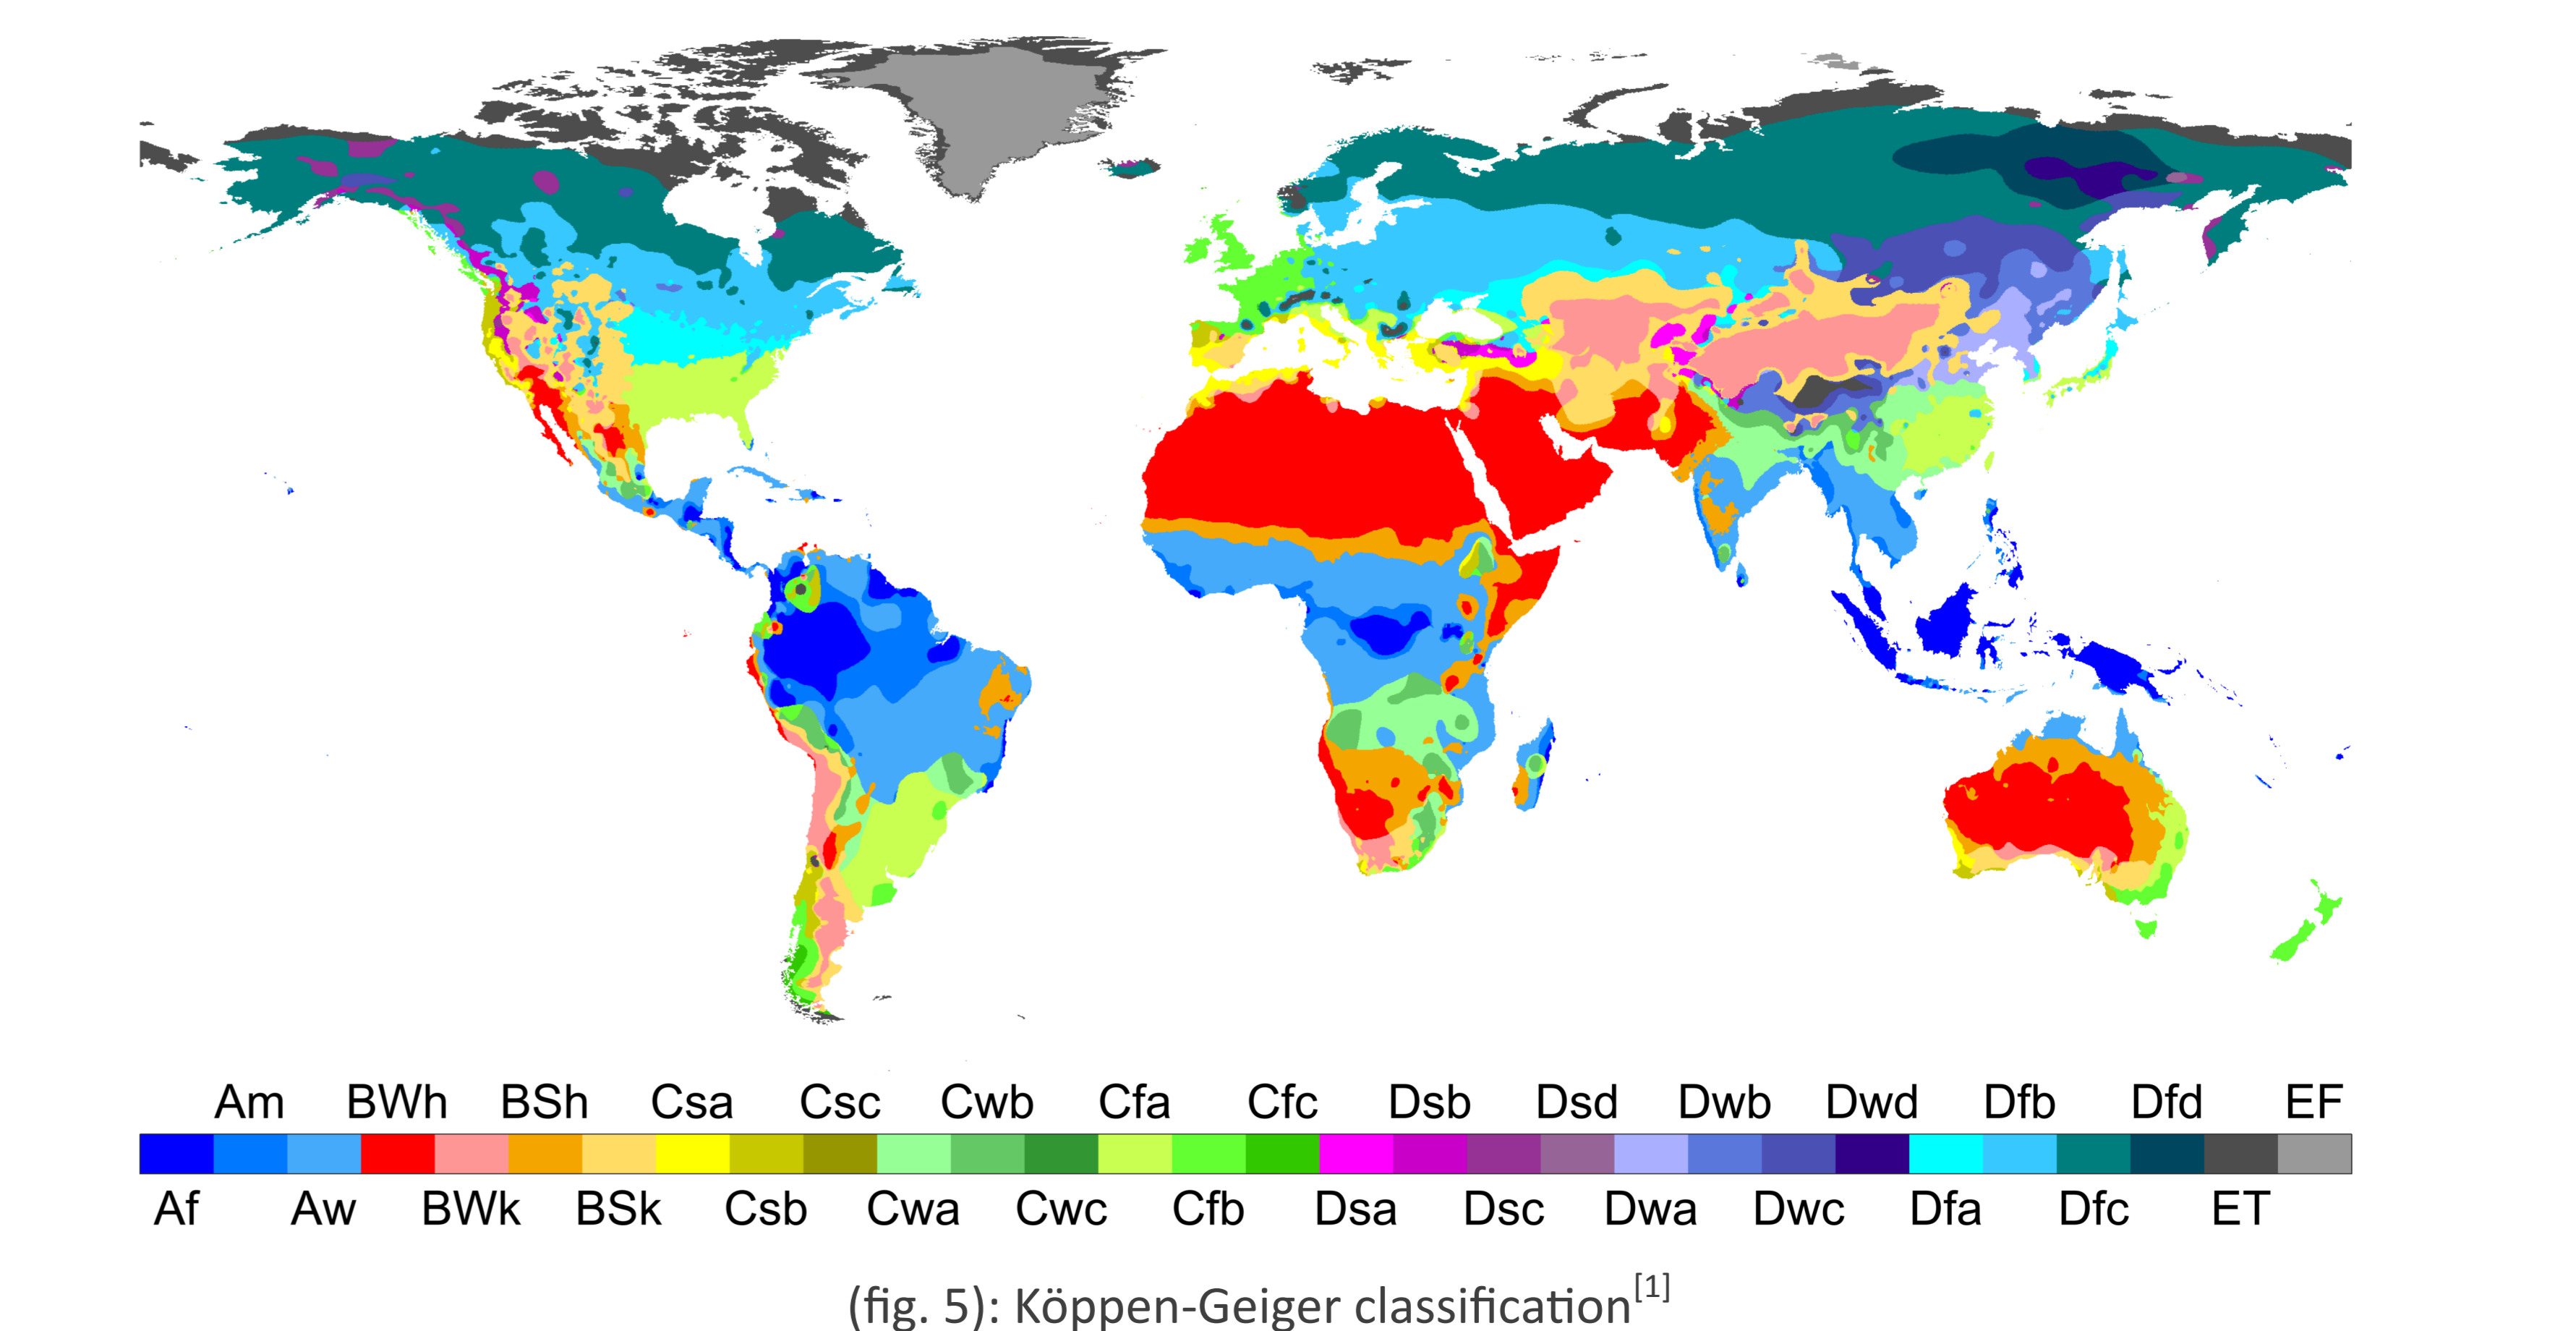 Am BWh BSh Csa Csc Cwb Cfa Cfc Dsb Dsd Dwb Dwd Dfb Dfd EF
Af Aw BWk BSk Csb Cwa Cwc Cfb Dsa Dsc Dwa Dwc Dfa Dfc ET
(fig. 5): Köppen-Geiger classification[1]